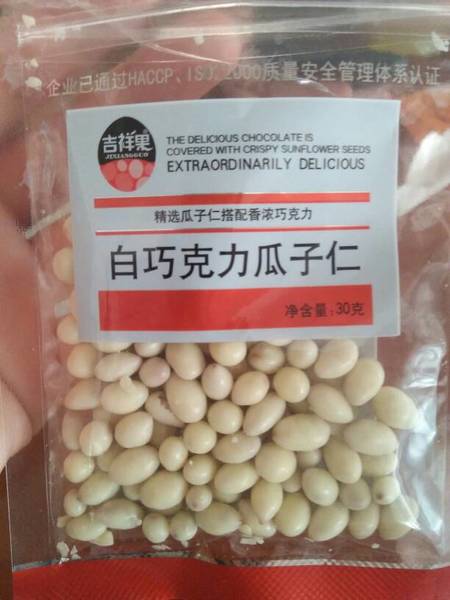 企业已通过HACCP、ISO22000质量安全管理体系认证
吉祥果
JIXIANGGUO
THE DELICIOUS CHOCOLATE IS
COVERED WITH CRISPY SUNFLOWER SEEDS
EXTRAORDINARILY DELICIOUS
精选瓜子仁搭配香浓巧克力
白巧克力瓜子仁
净含量:30克